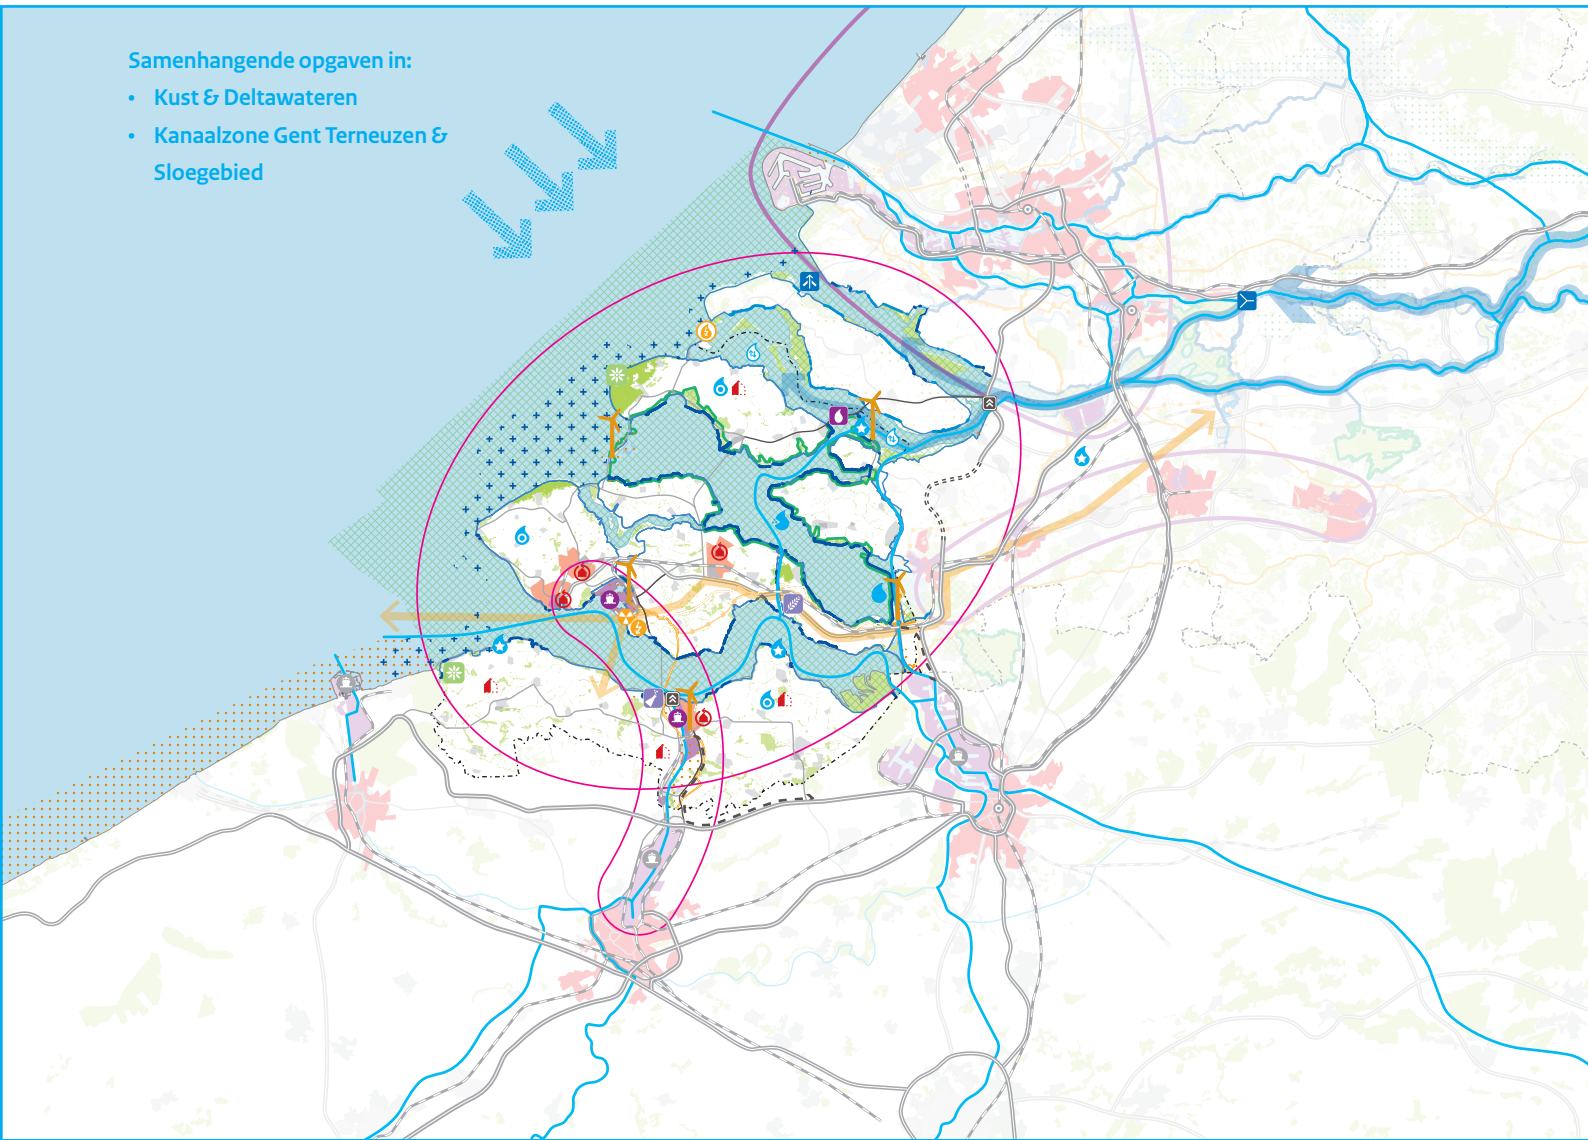 Samenhangende opgaven in:
• Kust & Deltawateren
• Kanaalzone Gent Terneuzen &
Sloegebied